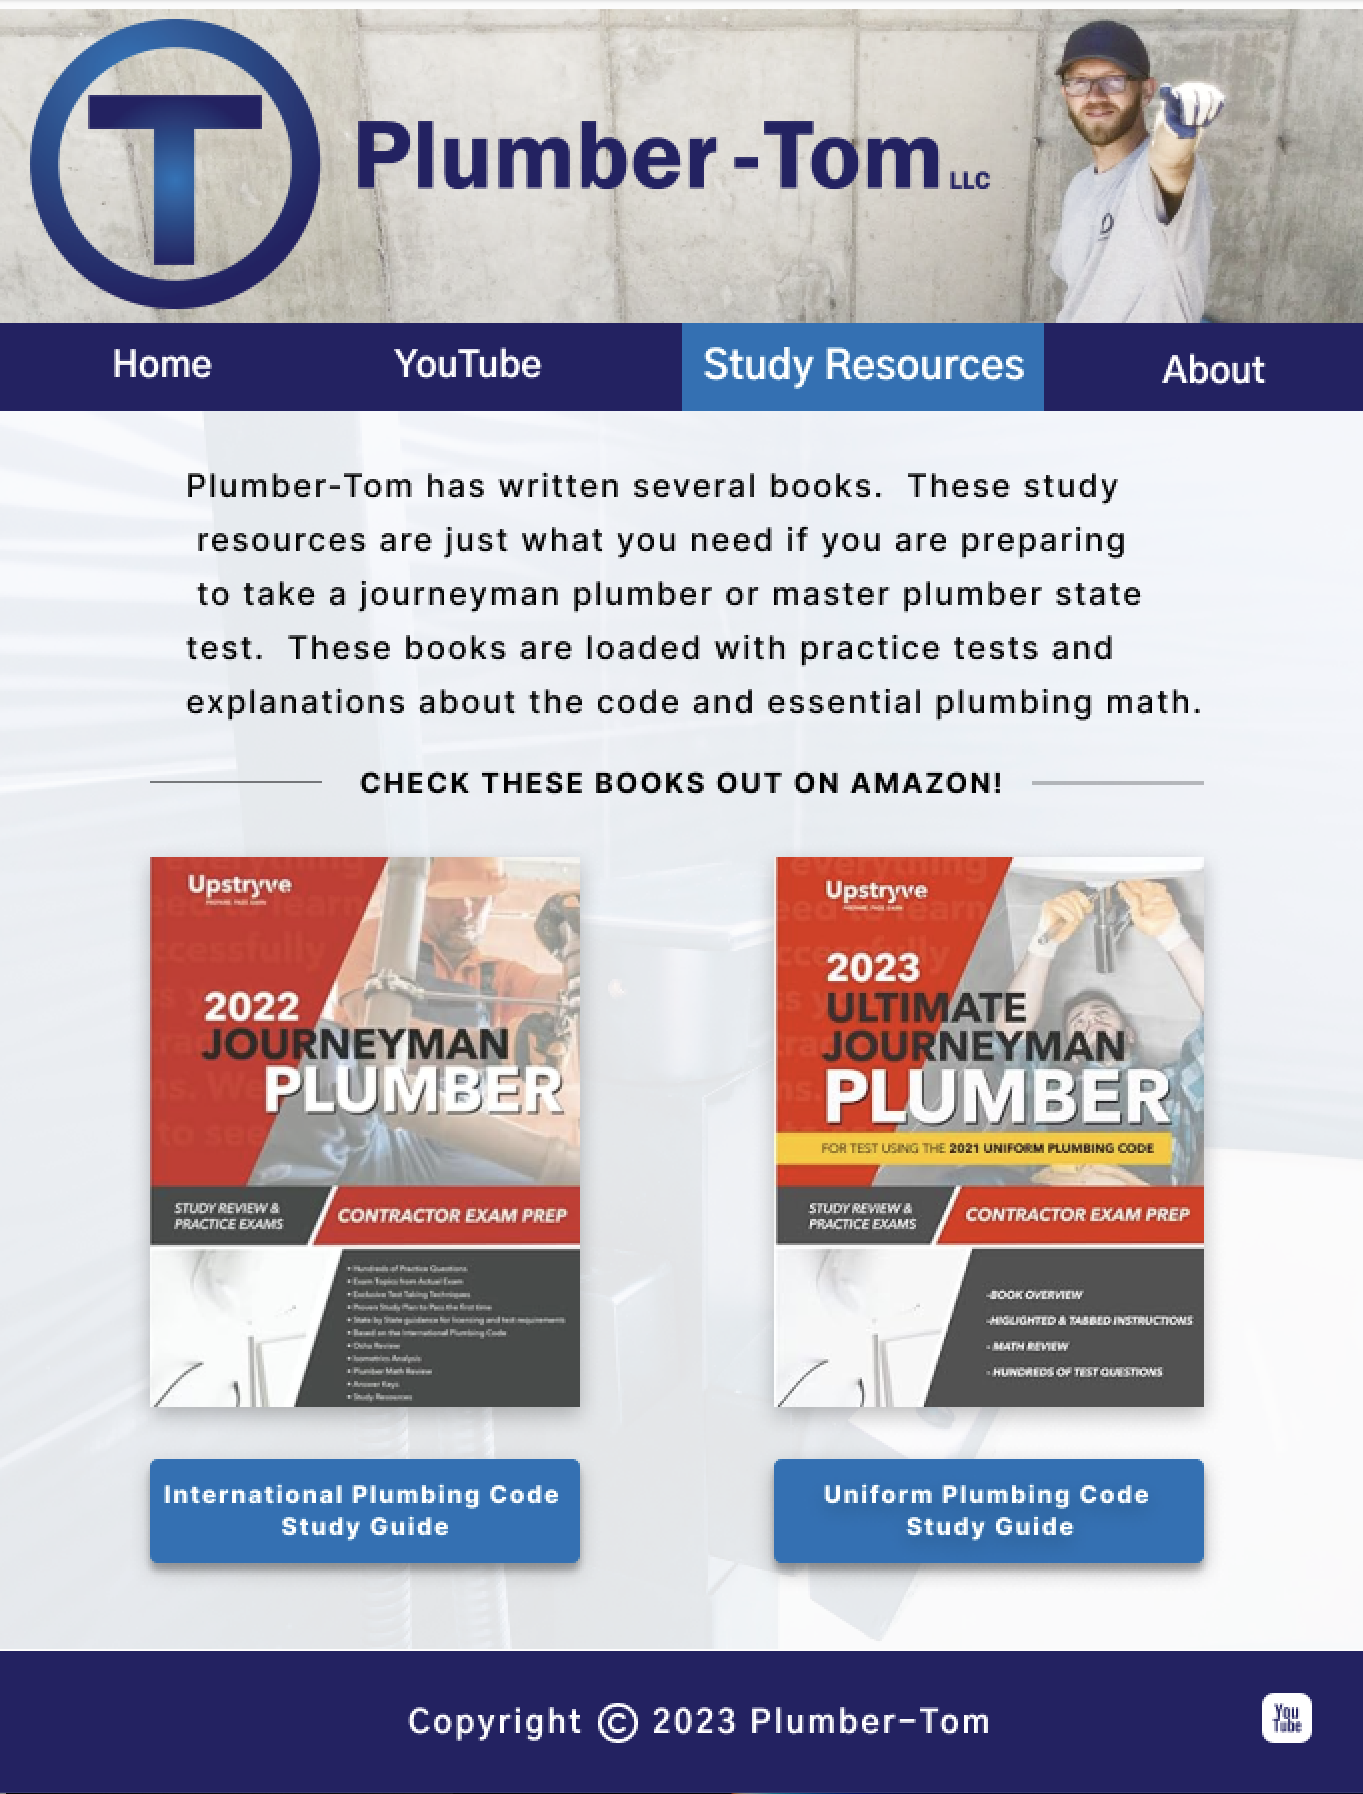 T
Plumber-Tom LLC
Home YouTube Study Resources About
Plumber-Tom has written several books. These study
resources are just what you need if you are preparing
to take a journeyman plumber or master plumber state
test. These books are loaded with practice tests and
explanations about the code and essential plumbing math.
CHECK THESE BOOKS OUT ON AMAZON!
Upstryve
PREPARE. PASS. EARN
2022
JOURNEYMAN
PLUMBER
STUDY REVIEW &
PRACTICE EXAMS
CONTRACTOR EXAM PREP
• Hundreds of Practice Questions
• Exam Topics from Actual Exam
• Exclusive Test Taking Techniques
• Proven Study Plan to Pass the first time
• State by State guidance for licensing and test requirements
• Based on the International Plumbing Code
• Osha Review
• Isometrics Analysis
• Plumber Math Review
• Answer Keys
• Study Resources
Upstryve
PREPARE. PASS. EARN
everything
2023
ULTIMATE
JOURNEYMAN
PLUMBER
FOR TEST USING THE 2021 UNIFORM PLUMBING CODE
STUDY REVIEW &
PRACTICE EXAMS
CONTRACTOR EXAM PREP
-BOOK OVERVIEW
-HIGLIGHTED & TABBED INSTRUCTIONS
- MATH REVIEW
- HUNDREDS OF TEST QUESTIONS
International Plumbing Code
Study Guide
Uniform Plumbing Code
Study Guide
Copyright © 2023 Plumber-Tom
You
Tube